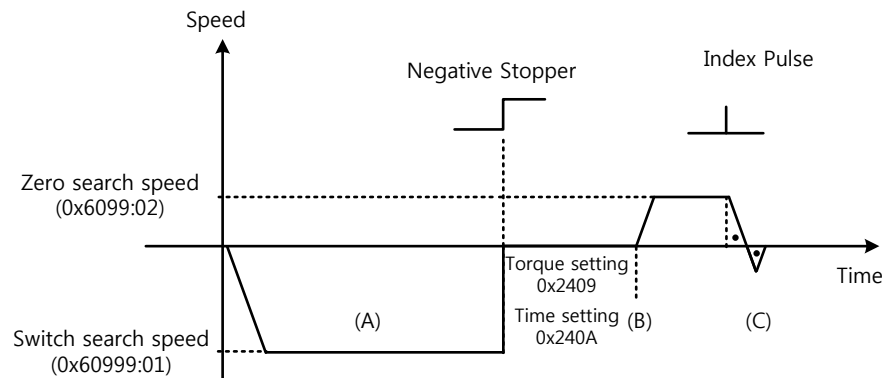 Speed
Negative Stopper
Index Pulse
Zero search speed
(0x6099:02)
Torque setting
0x2409
Time
Switch search speed
(0x60999:01)
(A)
Time setting
0x240A
(B)
(C)